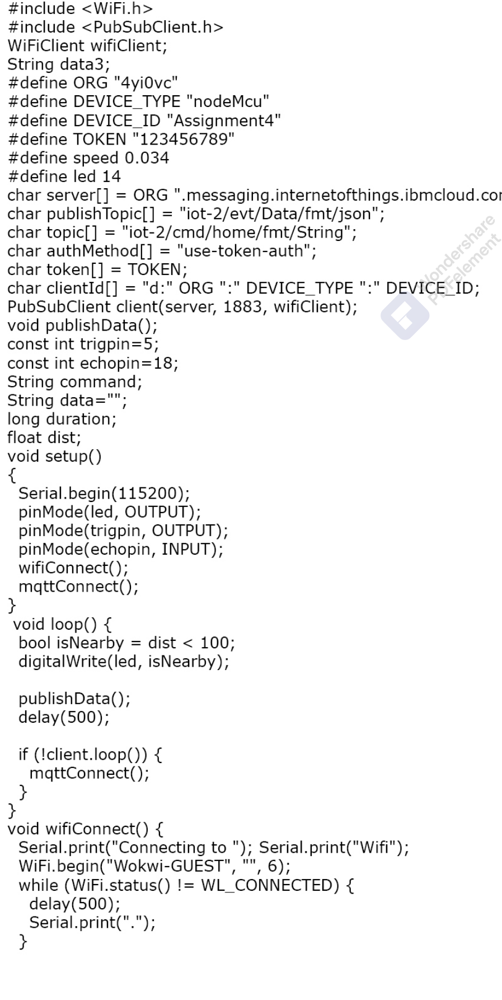 #include <WiFi.h>
#include <PubSubClient.h>
WiFiClient wifiClient;
String data3;
#define ORG "4yi0vc"
#define DEVICE_TYPE "nodeMcu"
#define DEVICE_ID "Assignment4"
#define TOKEN "123456789"
#define speed 0.034
#define led 14
char server[] = ORG ".messaging.internetofthings.ibmcloud.cor
char publishTopic[] = "iot-2/evt/Data/fmt/json";
char topic[] = "iot-2/cmd/home/fmt/String";
char authMethod[] = "use-token-auth";
char token[] = TOKEN;
char clientId[] = "d:" ORG ":" DEVICE_TYPE ":" DEVICE_ID;
PubSubClient client(server, 1883, wifiClient);
void publishData();
const int trigpin=5;
const int echopin=18;
String command;
String data="";
long duration;
float dist;
void setup()
{
  Serial.begin(115200);
  pinMode(led, OUTPUT);
  pinMode(trigpin, OUTPUT);
  pinMode(echopin, INPUT);
  wifiConnect();
  mqttConnect();
}
 void loop() {
  bool isNearby = dist < 100;
  digitalWrite(led, isNearby);
  publishData();
  delay(500);
  if (!client.loop()) {
    mqttConnect();
  }
}
void wifiConnect() {
  Serial.print("Connecting to "); Serial.print("Wifi");
  WiFi.begin("Wokwi-GUEST", "", 6);
  while (WiFi.status() != WL_CONNECTED) {
    delay(500);
    Serial.print(".");
  }
Wondershare
PDFelement